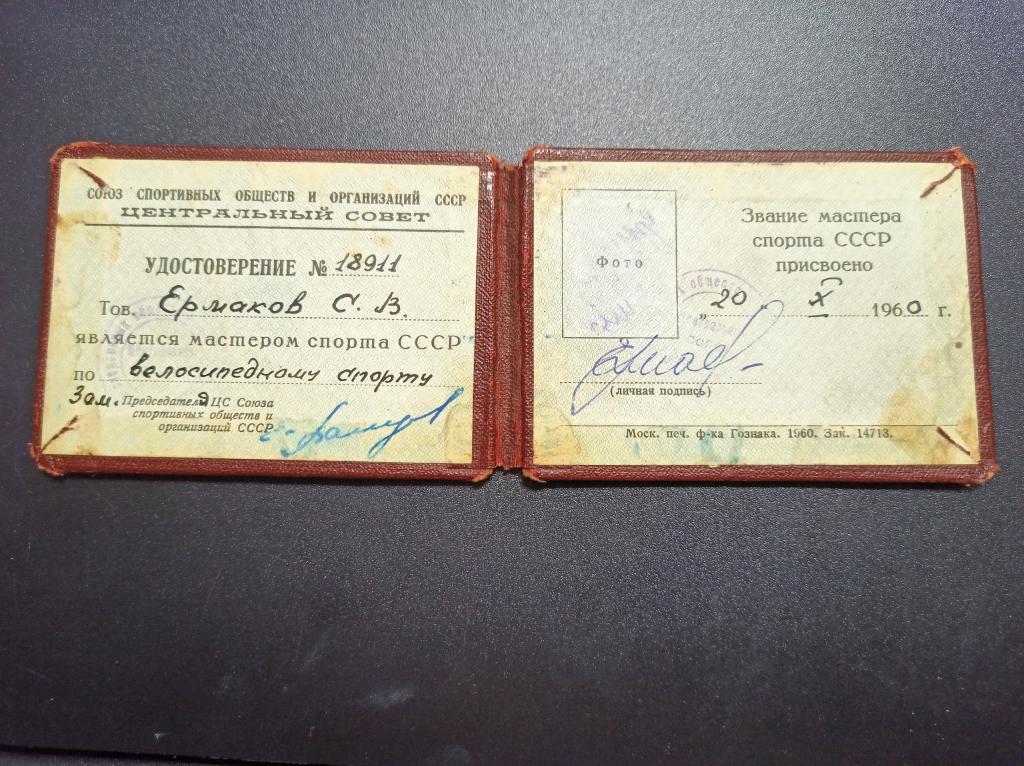 СОЮЗ СПОРТИВНЫХ ОБЩЕСТВ И ОРГАНИЗАЦИЙ СССР
ЦЕНТРАЛЬНЫЙ СОВЕТ
УДОСТОВЕРЕНИЕ № 18911
Тов. Ермаков С. В.
является мастером спорта СССР
по велосипедному спорту
Зам. Председателя ЦС Союза
спортивных обществ и
организаций СССР
Фото
Звание мастера
спорта СССР
присвоено
„20 X 1960 г.
(личная подпись)
Моск. печ. ф-ка Гознака. 1960. Зак. 14713.